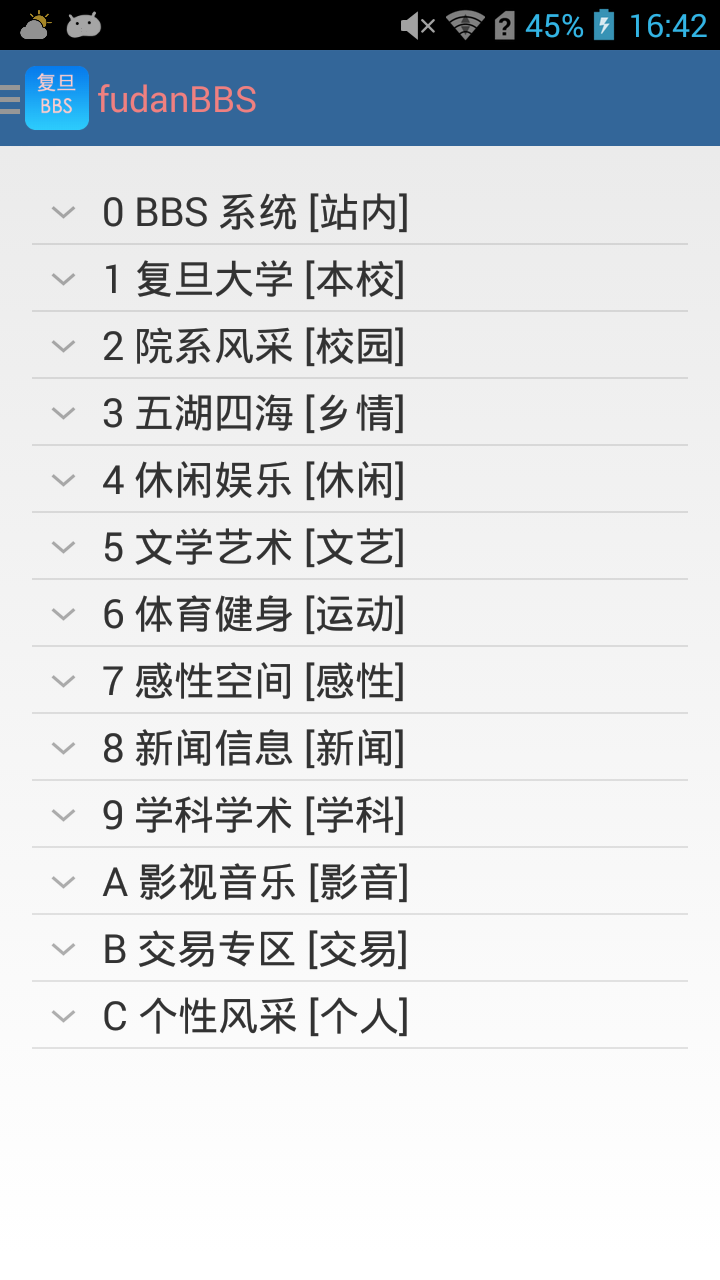 45% 16:42
复旦
BBS
fudanBBS
0 BBS 系统 [站内]
1 复旦大学 [本校]
2 院系风采 [校园]
3 五湖四海 [乡情]
4 休闲娱乐 [休闲]
5 文学艺术 [文艺]
6 体育健身 [运动]
7 感性空间 [感性]
8 新闻信息 [新闻]
9 学科学术 [学科]
A 影视音乐 [影音]
B 交易专区 [交易]
C 个性风采 [个人]